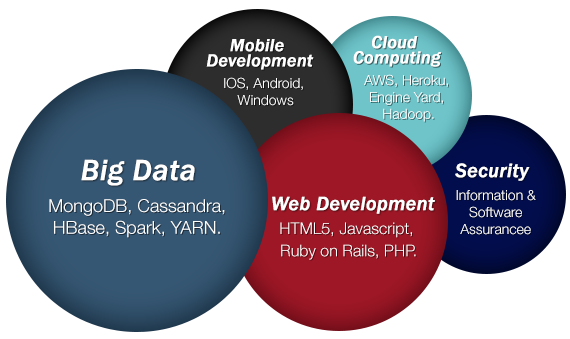 Mobile
Development
IOS, Android,
Windows
Cloud
Computing
AWS, Heroku,
Engine Yard,
Hadoop.
Big Data
MongoDB, Cassandra,
HBase, Spark, YARN.
Web Development
HTML5, Javascript,
Ruby on Rails, PHP.
Security
Information &
Software
Assurancee